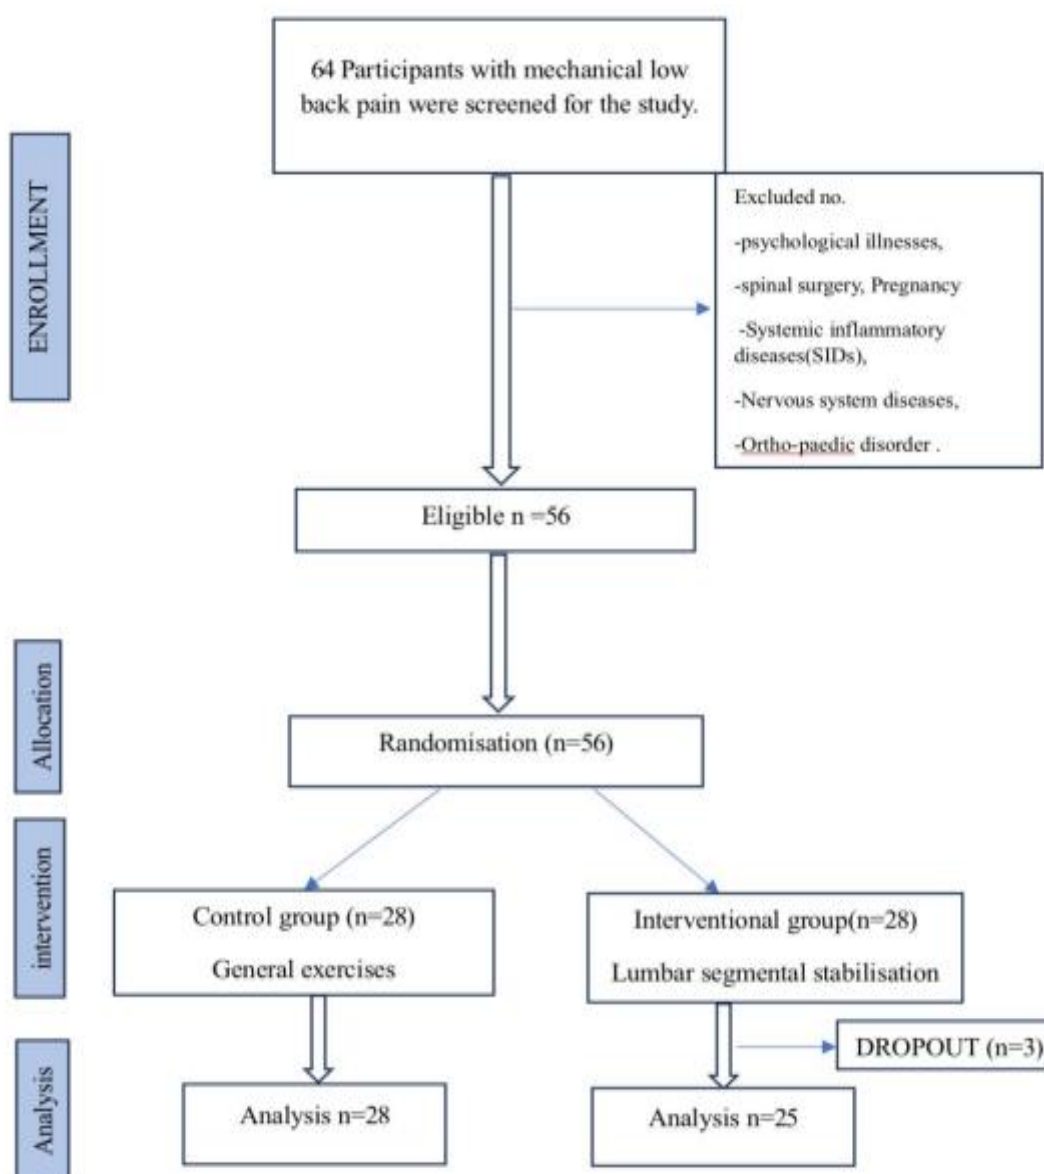 64 Participants with mechanical low
back pain were screened for the study.
ENROLLMENT
Excluded no.
-psychological illnesses,
-spinal surgery, Pregnancy
-Systemic inflammatory
diseases(SIDs),
-Nervous system diseases,
-Ortho-paedic disorder .
Eligible n =56
Allocation
Randomisation (n=56)
intervention
Control group (n=28)
General exercises
Interventional group(n=28)
Lumbar segmental stabilisation
DROPOUT (n=3)
Analysis
Analysis n=28
Analysis n=25